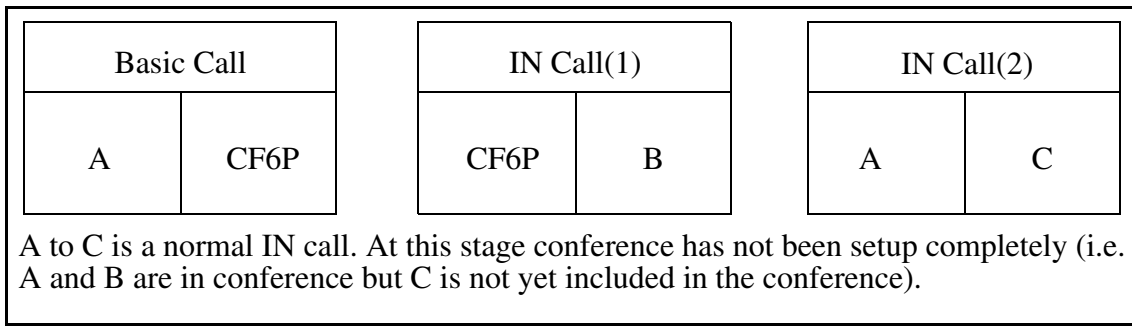 Basic Call
IN Call(1)
IN Call(2)
A
CF6P
CF6P
B
A
C
A to C is a normal IN call. At this stage conference has not been setup completely (i.e.
A and B are in conference but C is not yet included in the conference).